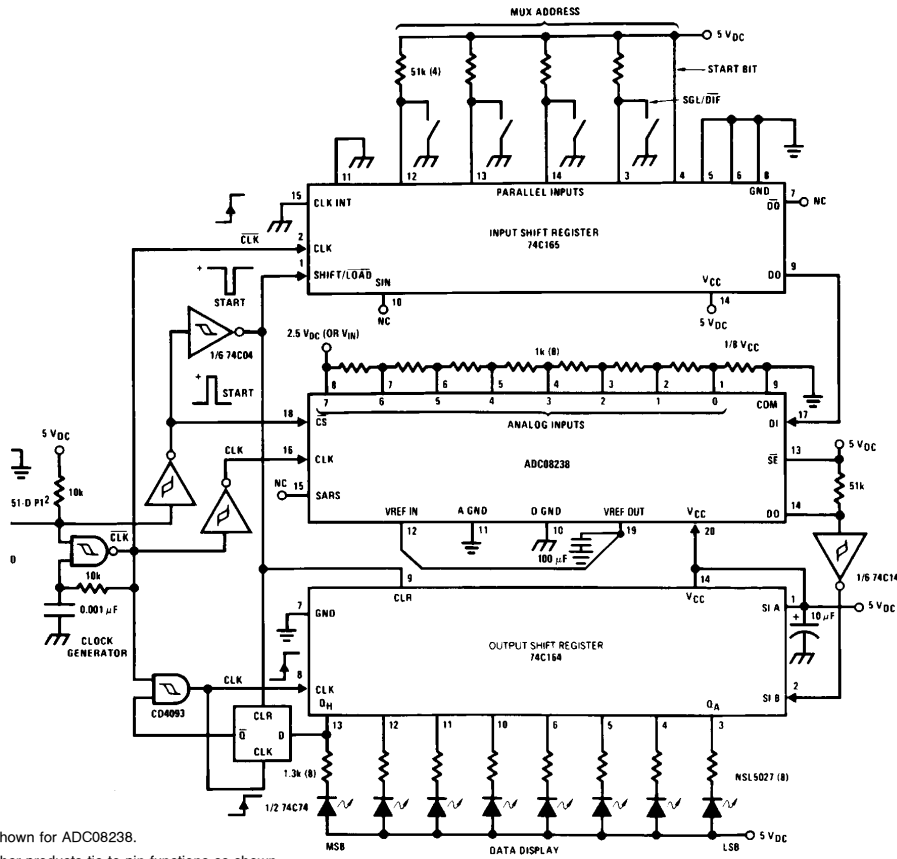 MUX ADDRESS
5 VDC
51k (4)
START BIT
SGL/DIF
11
12
13
14
3
4
5
6
8
15
CLK INT
PARALLEL INPUTS
GND
7
DO
NC
CLK
2
CLK
INPUT SHIFT REGISTER
74C165
1
SHIFT/LOAD
SIN
VCC
DO
9
+
START
10
NC
14
5 VDC
1/6 74C04
2.5 VDC (OR VIN)
1k (8)
1/8 VCC
+
START
8
7
6
5
4
3
2
1
9
7
6
5
4
3
2
1
0
COM
18
CS
ANALOG INPUTS
DI
17
5 VDC
CLK
16
CLK
ADC08238
SE
13
5 VDC
51-D P1²
10k
NC
15
SARS
51k
DO
14
VREF IN
A GND
D GND
VREF OUT
VCC
12
11
10
19
20
CLK
D
100 µF
1/6 74C14
10k
9
14
CLR
VCC
0.001 µF
7
GND
SI A
1
10 µF
+
5 VDC
CLOCK
GENERATOR
OUTPUT SHIFT REGISTER
74C164
CLK
8
CLK
2
SI B
CD4093
CLR
QH
QA
Q
D
CLK
13
12
11
10
6
5
4
3
1.3k (8)
NSL5027 (8)
1/2 74C74
MSB
DATA DISPLAY
LSB
5 VDC
hown for ADC08238.
her products tie to pin functions as shown